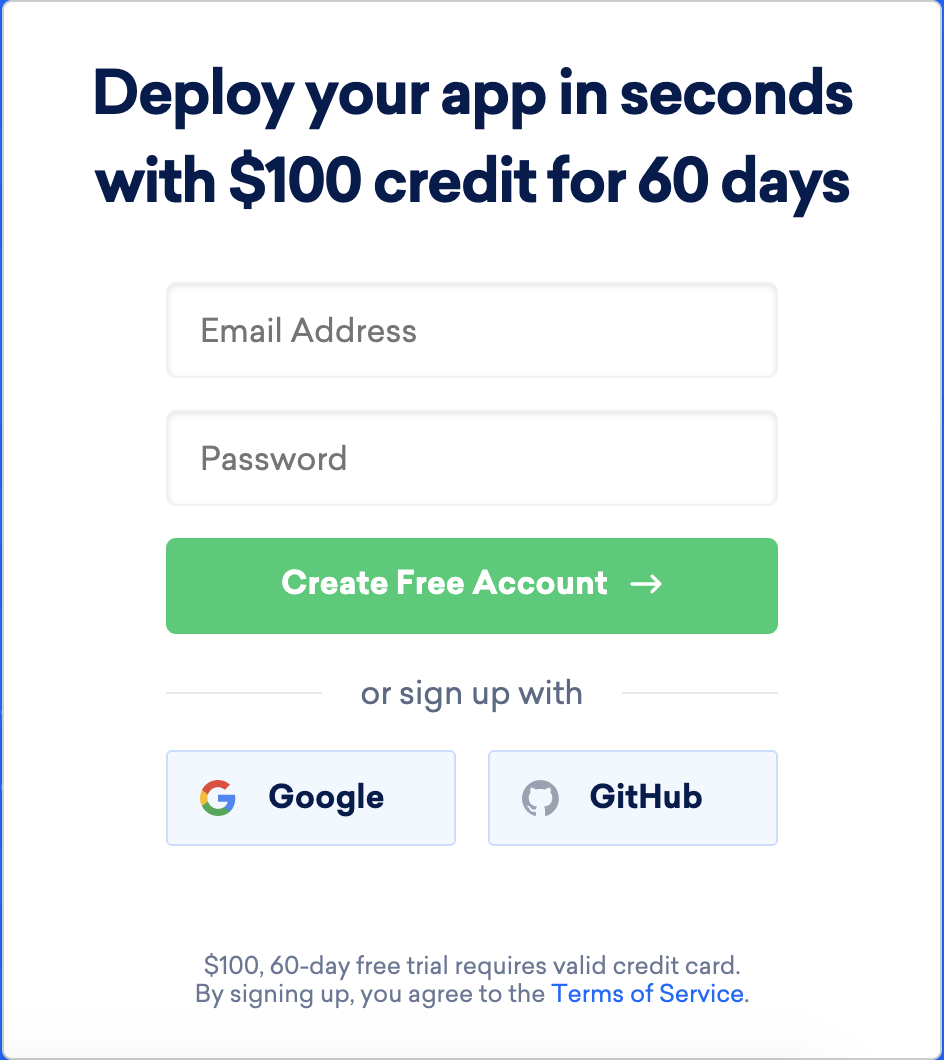 Deploy your app in seconds
with $100 credit for 60 days
Email Address
Password
Create Free Account →
or sign up with
Google
GitHub
$100, 60-day free trial requires valid credit card.
By signing up, you agree to the Terms of Service.